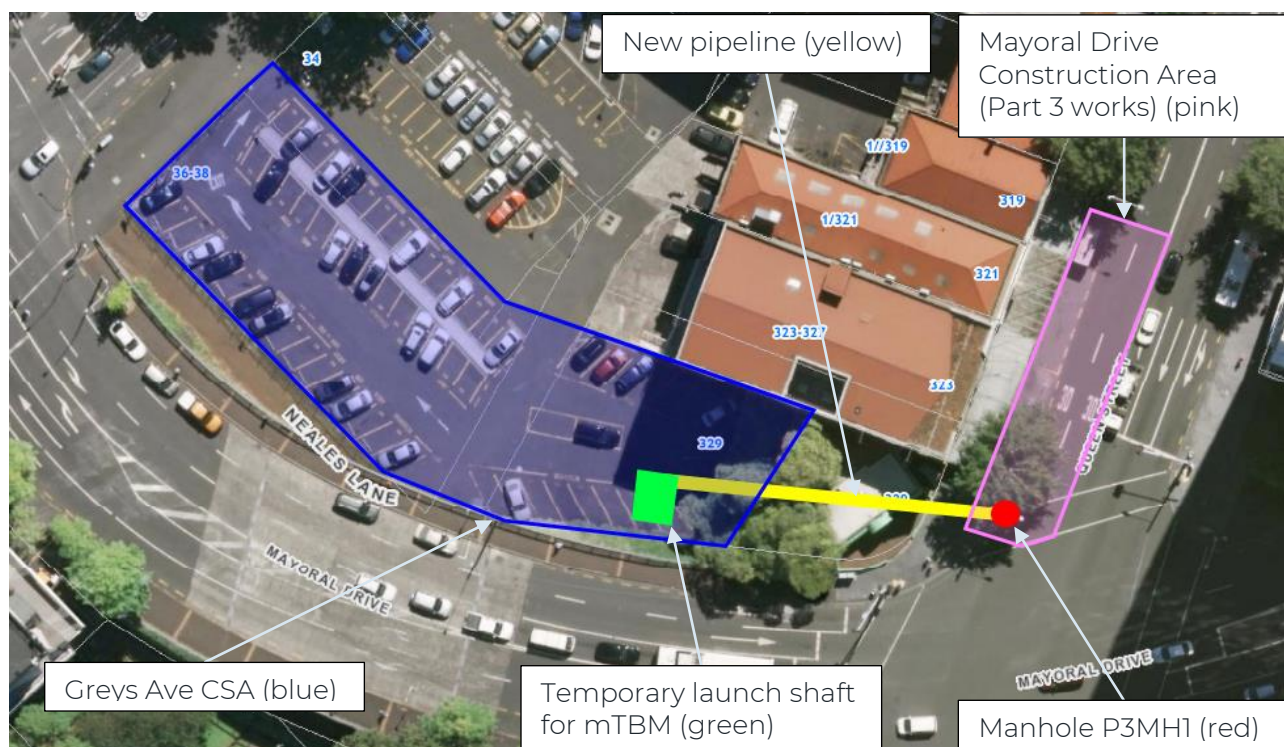 New pipeline (yellow)
Mayoral Drive
Construction Area
(Part 3 works) (pink)
34
36-38
1//319
319
1/321
321
323-327
323
329
NEALES LANE
MAYORAL DRIVE
QUEEN STREET
MAYORAL DRIVE
Greys Ave CSA (blue)
Temporary launch shaft
for mTBM (green)
Manhole P3MH1 (red)